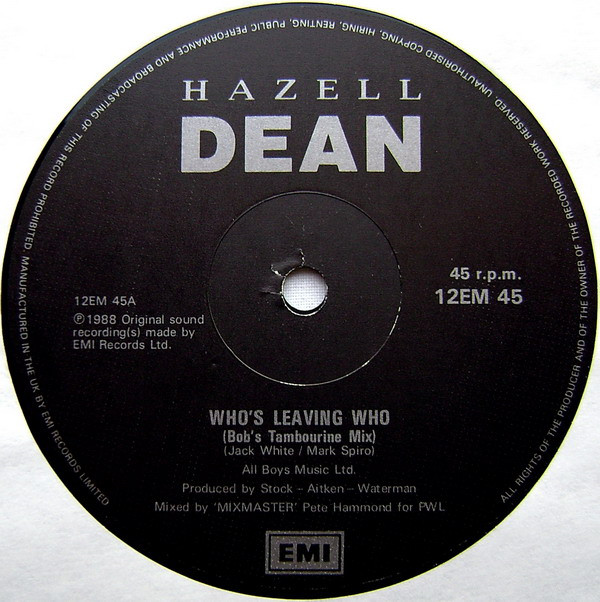 HAZELL
DEAN
45 r.p.m.
12EM 45
12EM 45A
℗1988 Original sound
recording(s) made by
EMI Records Ltd.
WHO'S LEAVING WHO
(Bob's Tambourine Mix)
(Jack White / Mark Spiro)
All Boys Music Ltd.
Produced by Stock – Aitken – Waterman
Mixed by 'MIXMASTER' Pete Hammond for PWL
EMI
ALL RIGHTS OF THE PRODUCER AND OF THE OWNER OF THE RECORDED WORK RESERVED. UNAUTHORISED COPYING, HIRING, RENTING, PUBLIC PERFORMANCE AND BROADCASTING OF THIS RECORD PROHIBITED. MANUFACTURED IN THE UK BY EMI RECORDS LIMITED